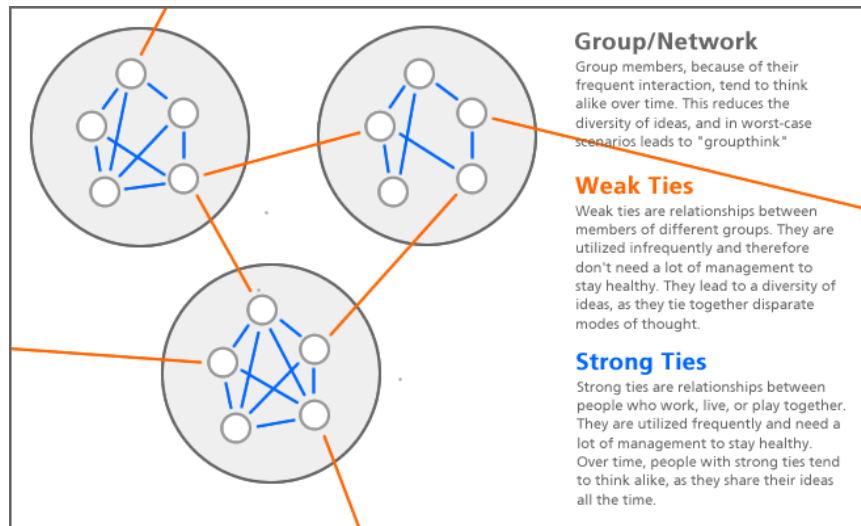 Group/Network
Group members, because of their
frequent interaction, tend to think
alike over time. This reduces the
diversity of ideas, and in worst-case
scenarios leads to "groupthink"
Weak Ties
Weak ties are relationships between
members of different groups. They are
utilized infrequently and therefore
don't need a lot of management to
stay healthy. They lead to a diversity of
ideas, as they tie together disparate
modes of thought.
Strong Ties
Strong ties are relationships between
people who work, live, or play together.
They are utilized frequently and need a
lot of management to stay healthy.
Over time, people with strong ties tend
to think alike, as they share their ideas
all the time.